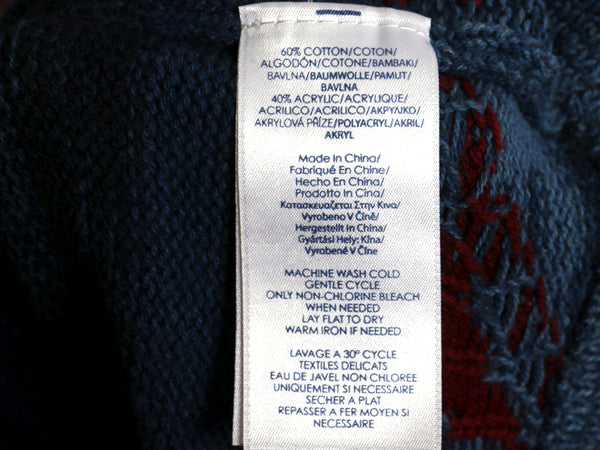 60% COTTON/COTON/
ALGODÓN/COTONE/BAMBAKI/
BAVLNA/BAUMWOLLE/PAMUT/
BAVLNA
40% ACRYLIC/ACRYLIQUE/
ACRILICO/ACRILICO/AKPYΛIKO/
AKRYLOVÁ PŘÍZE/POLYACRYL/AKRIL/
AKRYL
Made In China/
Fabriqué En Chine/
Hecho En China/
Prodotto In Cina/
Κατασκευαζεται Στην Κινα/
Vyrobeno V Číně/
Hergestellt in China/
Gyártási Hely: Kína/
Vyrobené V Číne
MACHINE WASH COLD
GENTLE CYCLE
ONLY NON-CHLORINE BLEACH
WHEN NEEDED
LAY FLAT TO DRY
WARM IRON IF NEEDED
LAVAGE A 30° CYCLE
TEXTILES DELICATS
EAU DE JAVEL NON CHLOREE
UNIQUEMENT SI NECESSAIRE
SECHER A PLAT
REPASSER A FER MOYEN SI
NECESSAIRE